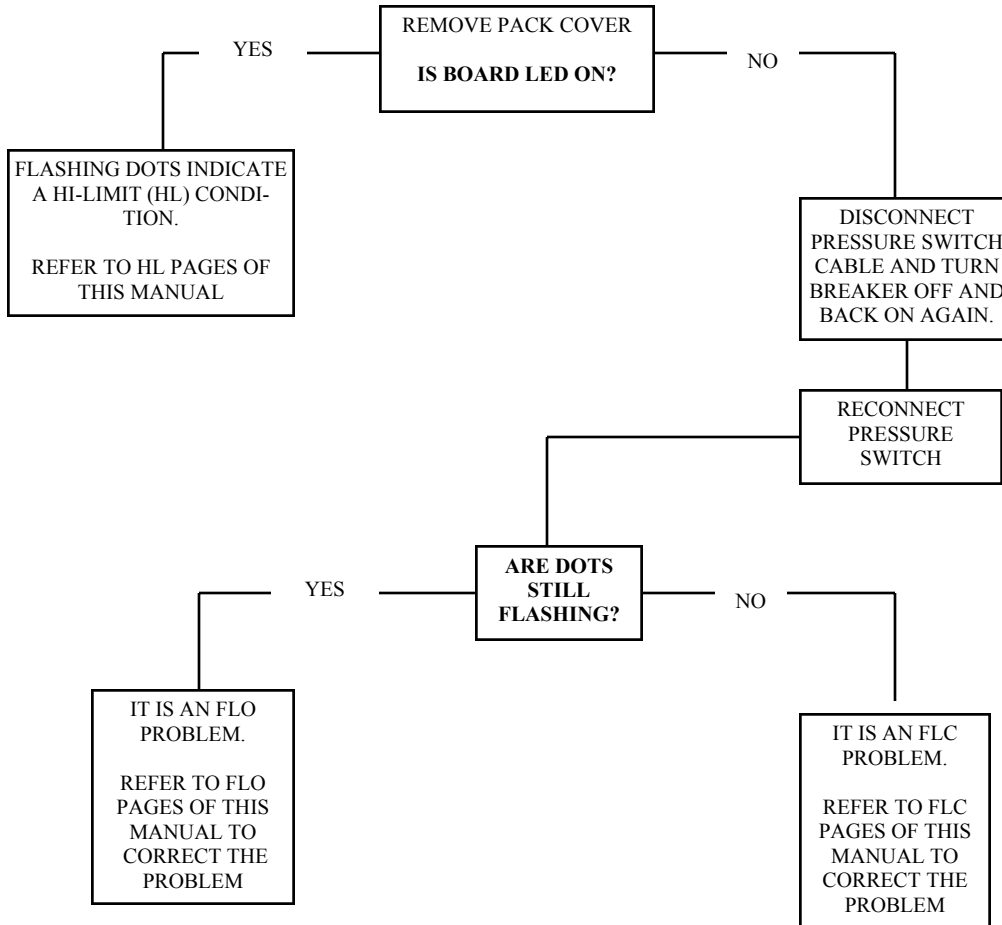 REMOVE PACK COVER
IS BOARD LED ON?
YES
NO
FLASHING DOTS INDICATE
A HI-LIMIT (HL) CONDI-
TION.
REFER TO HL PAGES OF
THIS MANUAL
DISCONNECT
PRESSURE SWITCH
CABLE AND TURN
BREAKER OFF AND
BACK ON AGAIN.
RECONNECT
PRESSURE
SWITCH
ARE DOTS
STILL
FLASHING?
YES
NO
IT IS AN FLO
PROBLEM.
REFER TO FLO
PAGES OF THIS
MANUAL TO
CORRECT THE
PROBLEM
IT IS AN FLC
PROBLEM.
REFER TO FLC
PAGES OF THIS
MANUAL TO
CORRECT THE
PROBLEM